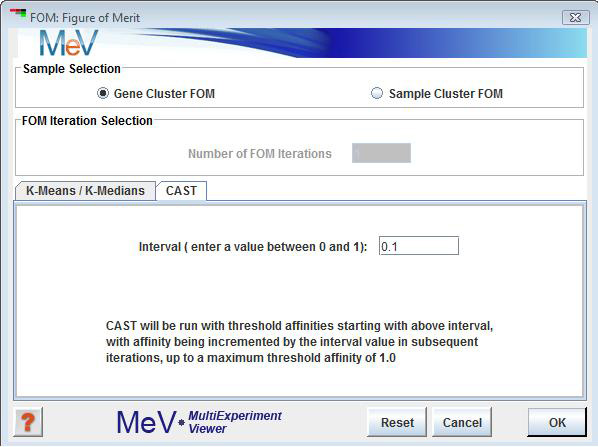 FOM: Figure of Merit
MeV
Sample Selection
Gene Cluster FOM
Sample Cluster FOM
FOM Iteration Selection
Number of FOM Iterations
K-Means / K-Medians
CAST
Interval ( enter a value between 0 and 1):
0.1
CAST will be run with threshold affinities starting with above interval,
with affinity being incremented by the interval value in subsequent
iterations, up to a maximum threshold affinity of 1.0
?
MeV MultiExperiment
Viewer
Reset
Cancel
OK